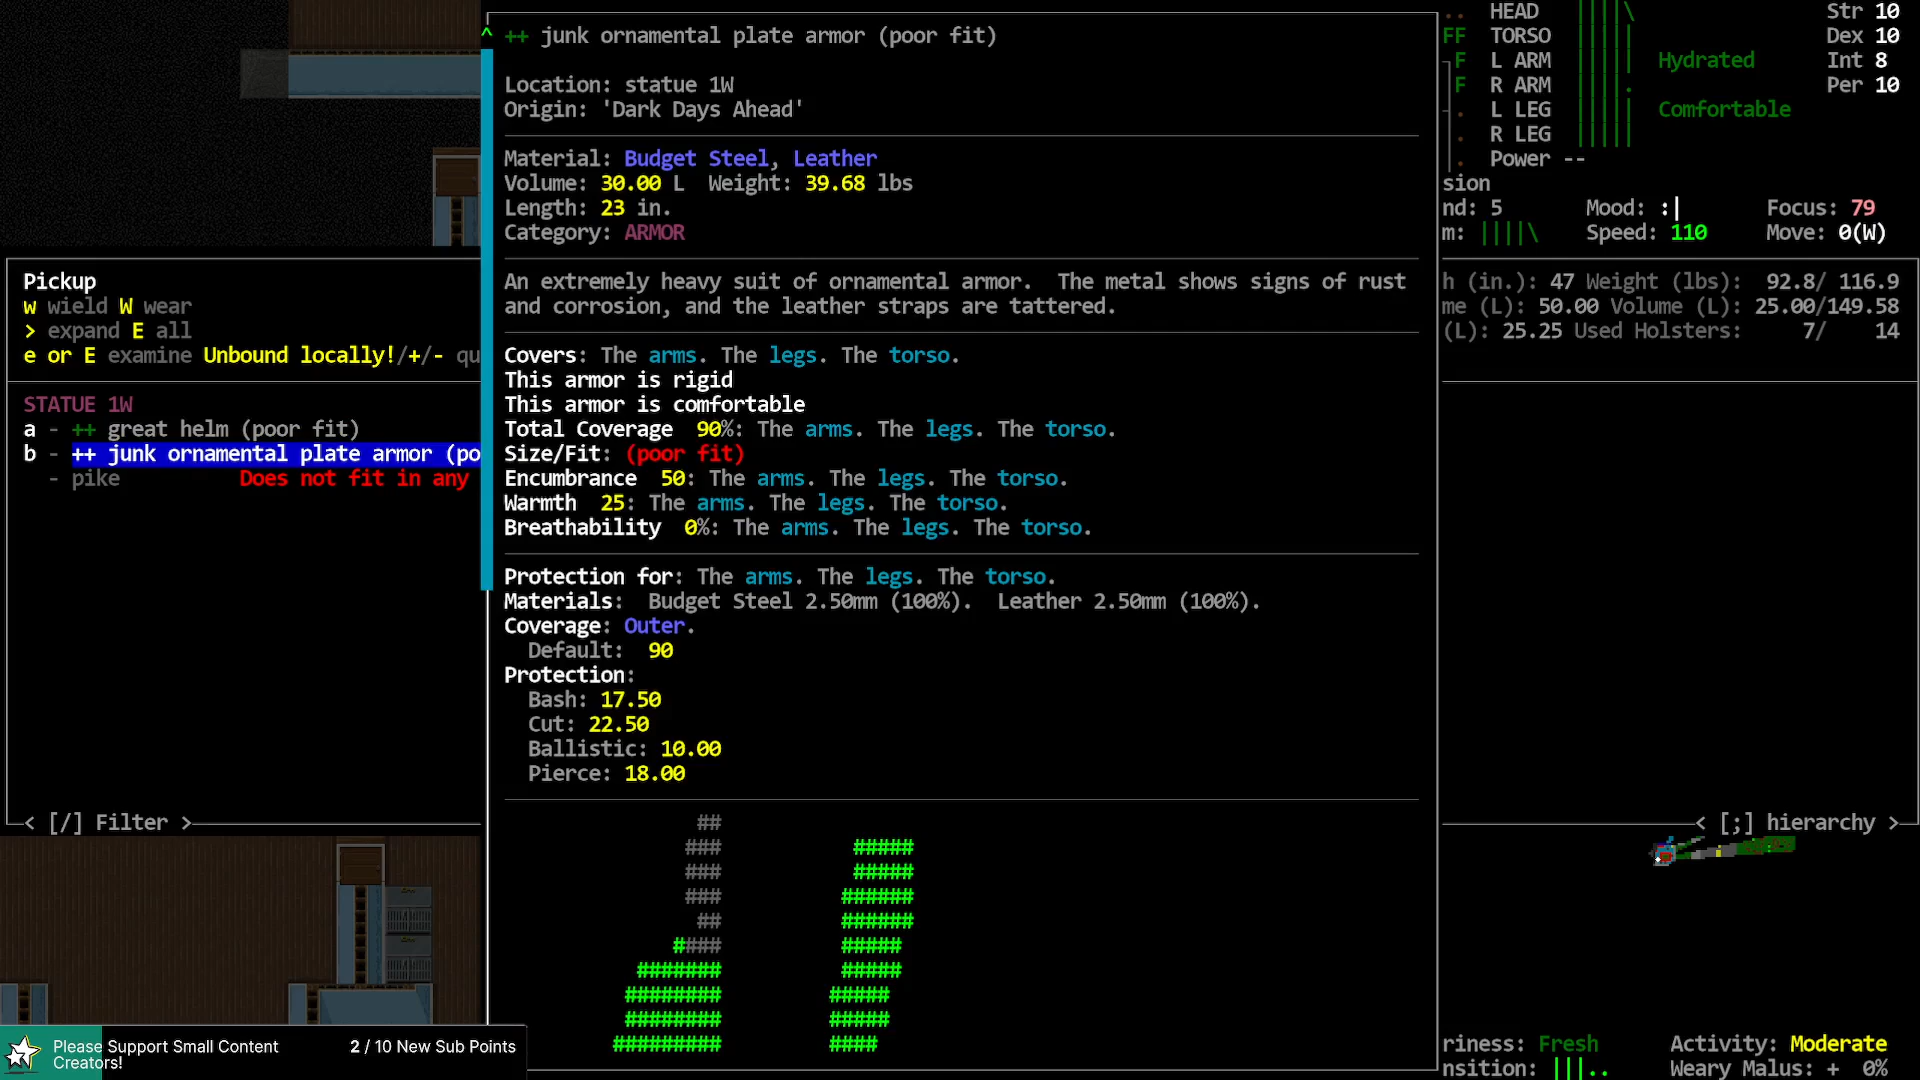 ++ junk ornamental plate armor (poor fit)
Location: statue 1W
Origin: 'Dark Days Ahead'
Material: Budget Steel, Leather
Volume: 30.00 L  Weight: 39.68 lbs
Length: 23 in.
Category: ARMOR
An extremely heavy suit of ornamental armor.  The metal shows signs of rust
and corrosion, and the leather straps are tattered.
Covers: The arms. The legs. The torso.
This armor is rigid
This armor is comfortable
Total Coverage  90%: The arms. The legs. The torso.
Size/Fit: (poor fit)
Encumbrance  50: The arms. The legs. The torso.
Warmth  25: The arms. The legs. The torso.
Breathability  0%: The arms. The legs. The torso.
Protection for: The arms. The legs. The torso.
Materials:  Budget Steel 2.50mm (100%).  Leather 2.50mm (100%).
Coverage: Outer.
Default:  90
Protection:
Bash: 17.50
Cut: 22.50
Ballistic: 10.00
Pierce: 18.00
Pickup
w wield W wear
> expand E all
e or E examine Unbound locally!/+/- qu
STATUE 1W
a - ++ great helm (poor fit)
b - ++ junk ornamental plate armor (po
- pike Does not fit in any
< [/] Filter >
.. HEAD ||||\ Str 10
FF TORSO ||||| Dex 10
F L ARM ||||| Hydrated Int 8
F R ARM ||||. Per 10
. L LEG ||||| Comfortable
. R LEG |||||
. Power --
sion
nd: 5 Mood: :| Focus: 79
m: ||||\ Speed: 110 Move: 0(W)
h (in.): 47 Weight (lbs): 92.8/ 116.9
me (L): 50.00 Volume (L): 25.00/149.58
(L): 25.25 Used Holsters: 7/ 14
< [;] hierarchy >
riness: Fresh Activity: Moderate
nsition: |||.. Weary Malus: + 0%
Please Support Small Content
Creators!
2 / 10 New Sub Points